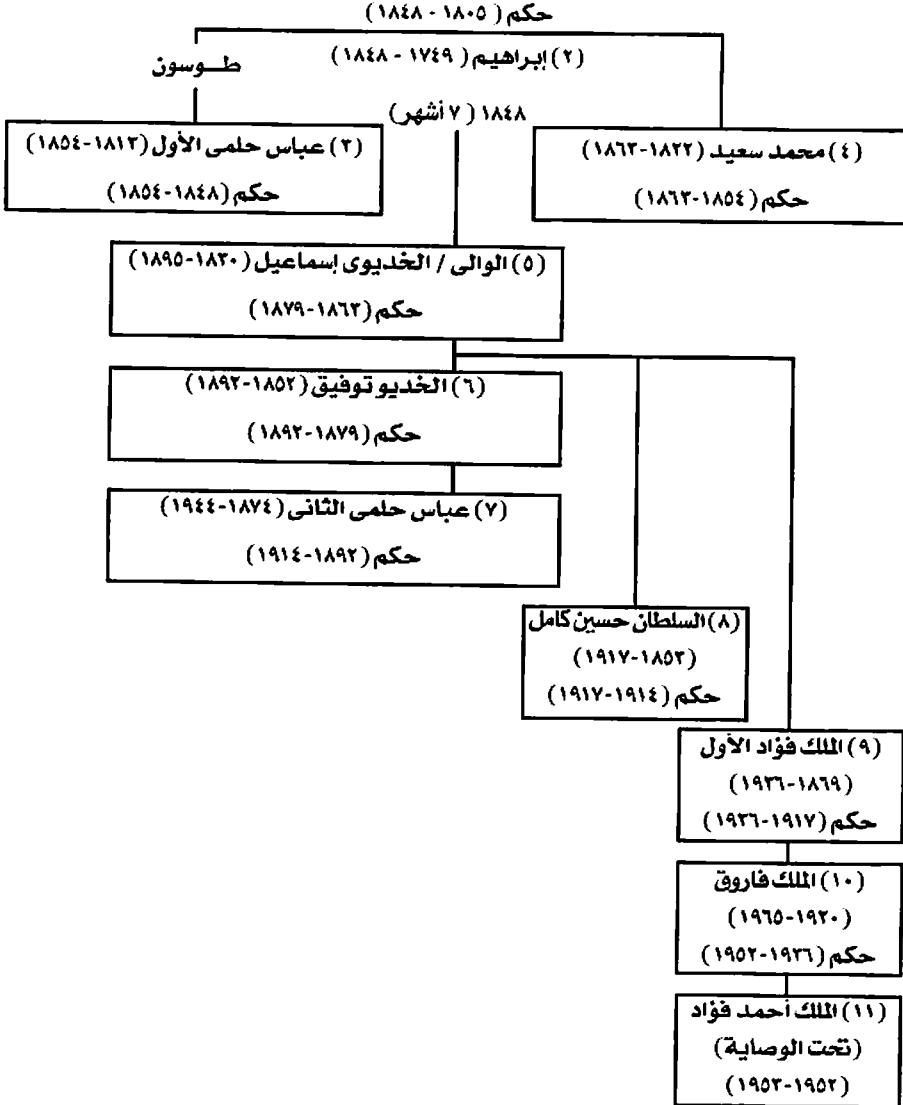 حكم (١٨٠٥ - ١٨٤٨)
(٢) إبراهيم (١٧٤٩ - ١٨٤٨)
طوسون
١٨٤٨ (٧ أشهر)
(٣) عباس حلمى الأول (١٨١٣-١٨٥٤)
حكم (١٨٤٨-١٨٥٤)
(٤) محمد سعيد (١٨٢٢-١٨٦٣)
حكم (١٨٥٤-١٨٦٣)
(٥) الوالى / الخديوى إسماعيل (١٨٣٠-١٨٩٥)
حكم (١٨٦٣-١٨٧٩)
(٦) الخديو توفيق (١٨٥٢-١٨٩٢)
حكم (١٨٧٩-١٨٩٢)
(٧) عباس حلمى الثانى (١٨٧٤-١٩٤٤)
حكم (١٨٩٢-١٩١٤)
(٨) السلطان حسين كامل
(١٨٥٣-١٩١٧)
حكم (١٩١٤-١٩١٧)
(٩) الملك فؤاد الأول
(١٨٦٩-١٩٣٦)
حكم (١٩١٧-١٩٣٦)
(١٠) الملك فاروق
(١٩٢٠-١٩٦٥)
حكم (١٩٣٦-١٩٥٢)
(١١) الملك أحمد فؤاد
(تحت الوصاية)
(١٩٥٢-١٩٥٣)